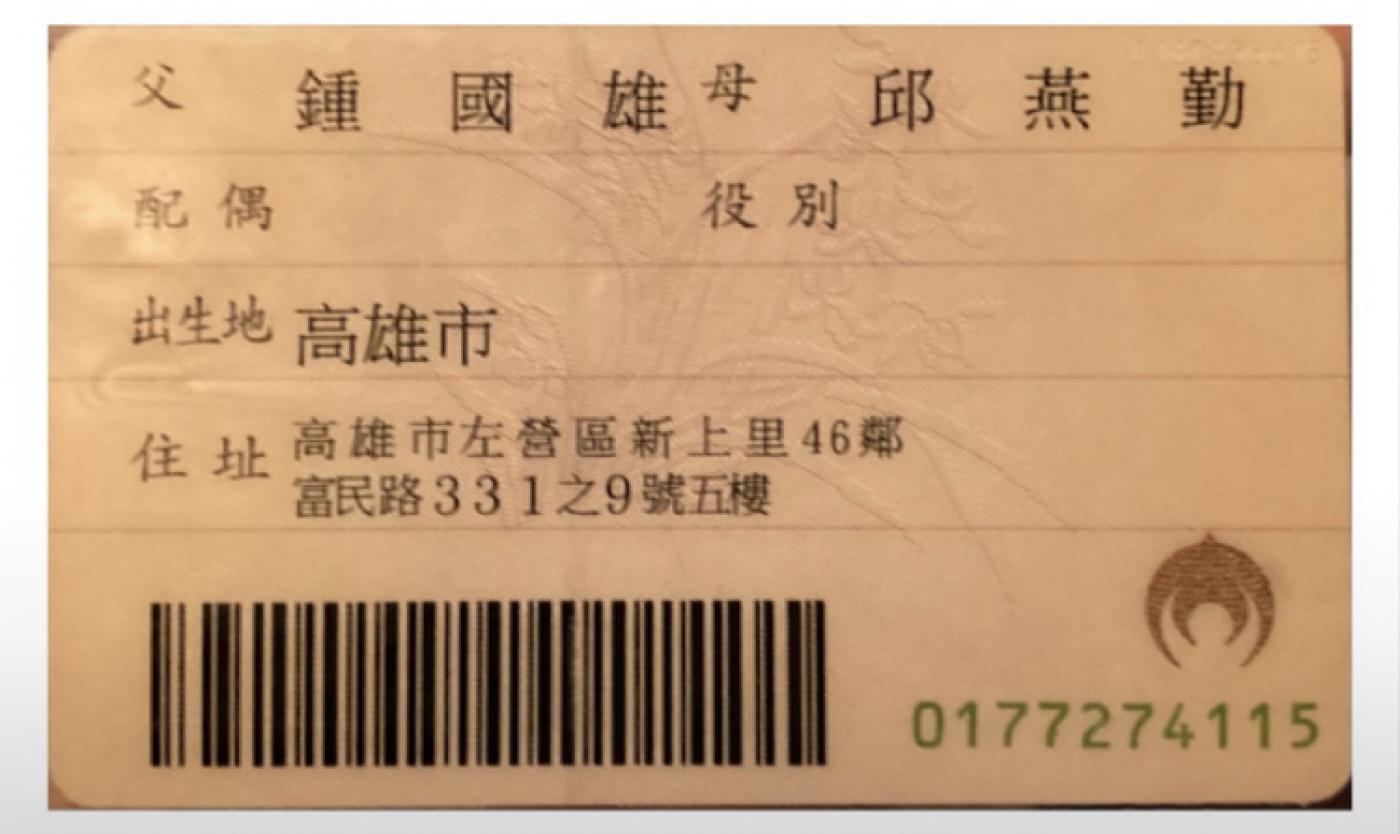 父 鍾國雄 母 邱燕勤
配偶 役別
出生地 高雄市
住址 高雄市左營區新上里46鄰
富民路331之9號五樓
0177274115